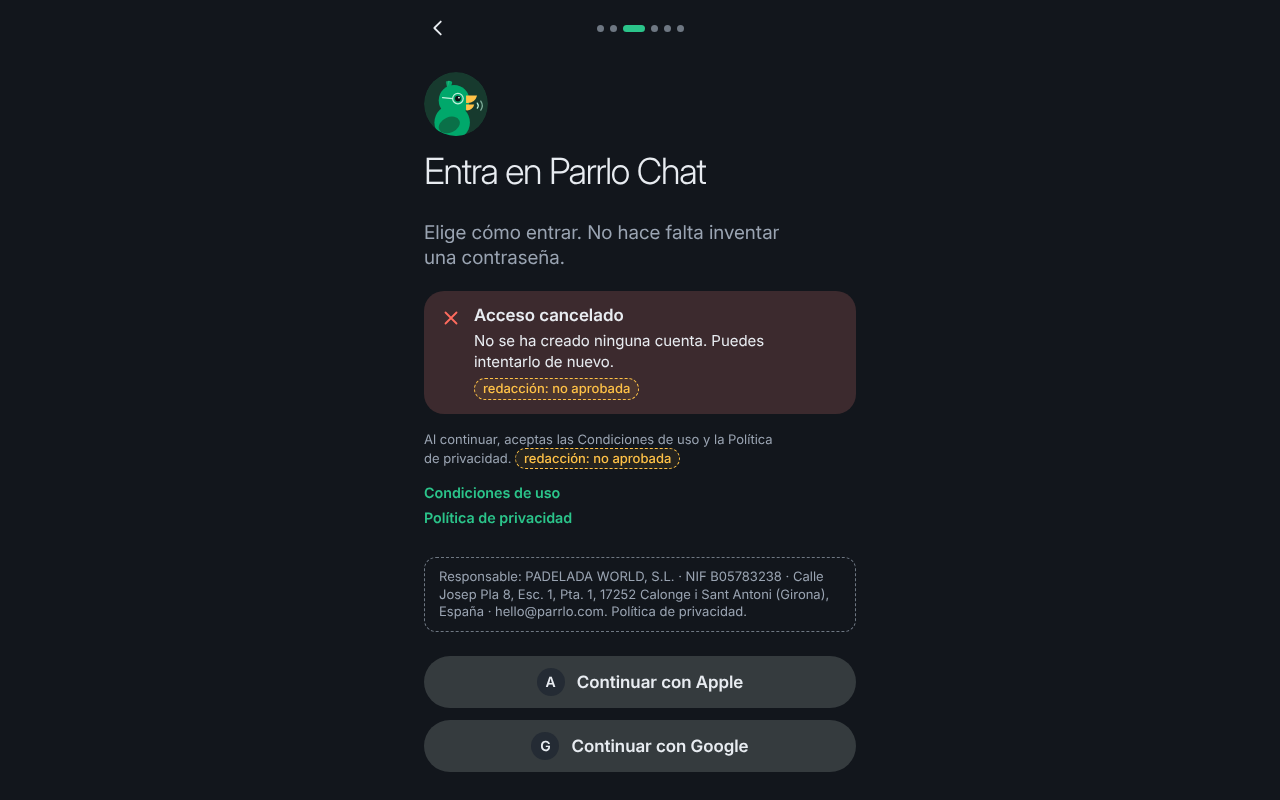 Entra en Parrlo Chat
Elige cómo entrar. No hace falta inventar
una contraseña.
Acceso cancelado
No se ha creado ninguna cuenta. Puedes
intentarlo de nuevo.
redacción: no aprobada
Al continuar, aceptas las Condiciones de uso y la Política
de privacidad. redacción: no aprobada
Condiciones de uso
Política de privacidad
Responsable: PADELADA WORLD, S.L. · NIF B05783238 · Calle
Josep Pla 8, Esc. 1, Pta. 1, 17252 Calonge i Sant Antoni (Girona),
España · hello@parrlo.com. Política de privacidad.
A Continuar con Apple
G Continuar con Google